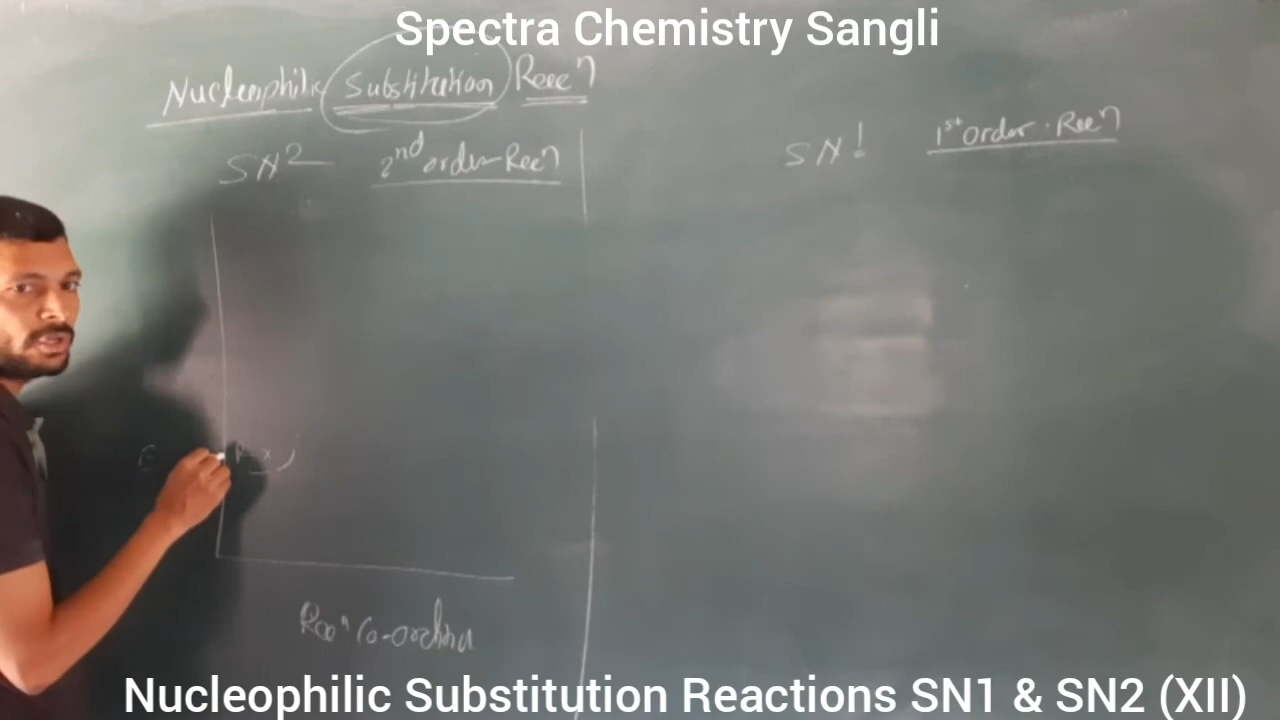 Spectra Chemistry Sangli
Nucleophilic Substitution Reecⁿ
SN2 2nd order Reeⁿ
SN1 1st order. Reeⁿ
E
Reeⁿ Co-ordina
Nucleophilic Substitution Reactions SN1 & SN2 (XII)